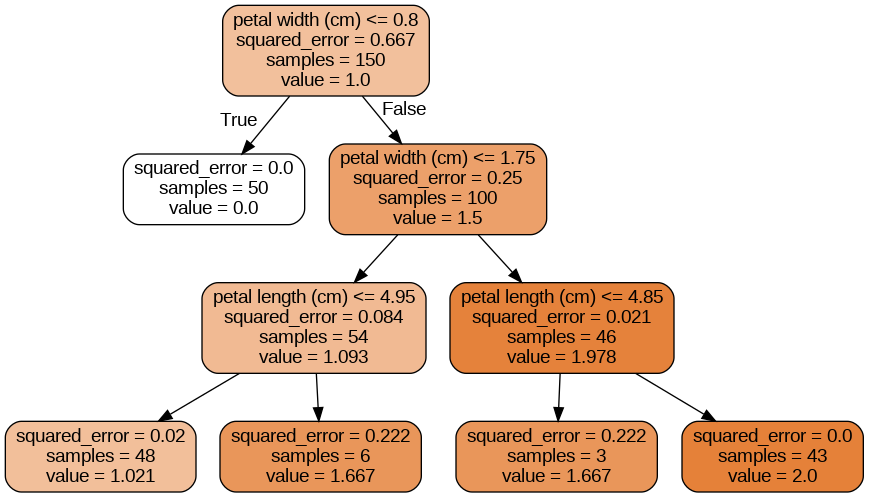 petal width (cm) <= 0.8
squared_error = 0.667
samples = 150
value = 1.0
True
False
squared_error = 0.0
samples = 50
value = 0.0
petal width (cm) <= 1.75
squared_error = 0.25
samples = 100
value = 1.5
petal length (cm) <= 4.95
squared_error = 0.084
samples = 54
value = 1.093
petal length (cm) <= 4.85
squared_error = 0.021
samples = 46
value = 1.978
squared_error = 0.02
samples = 48
value = 1.021
squared_error = 0.222
samples = 6
value = 1.667
squared_error = 0.222
samples = 3
value = 1.667
squared_error = 0.0
samples = 43
value = 2.0